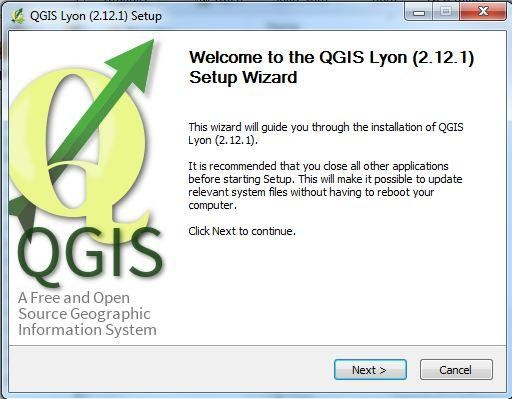 QGIS Lyon (2.12.1) Setup
Welcome to the QGIS Lyon (2.12.1)
Setup Wizard
This wizard will guide you through the installation of QGIS
Lyon (2.12.1).
It is recommended that you close all other applications
before starting Setup. This will make it possible to update
relevant system files without having to reboot your
computer.
Click Next to continue.
Q
QGIS
A Free and Open
Source Geographic
Information System
Next >
Cancel